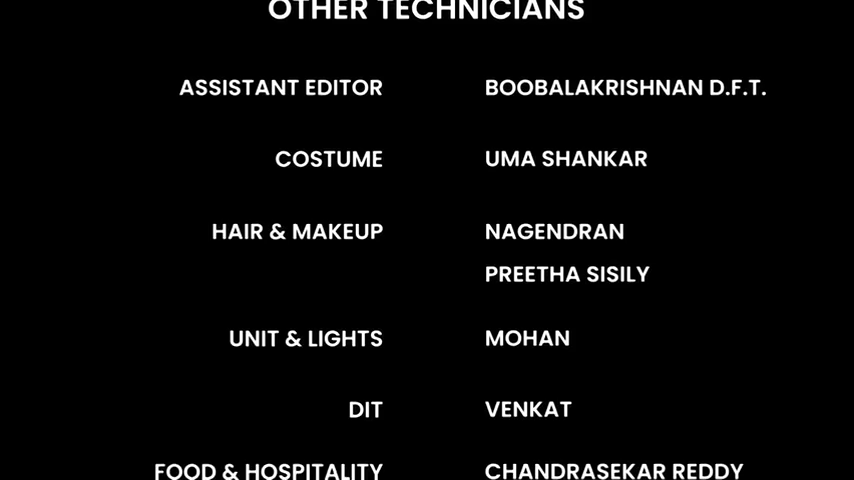 OTHER TECHNICIANS
ASSISTANT EDITOR BOOBALAKRISHNAN D.F.T.
COSTUME UMA SHANKAR
HAIR & MAKEUP NAGENDRAN
PREETHA SISILY
UNIT & LIGHTS MOHAN
DIT VENKAT
FOOD & HOSPITALITY CHANDRASEKAR REDDY